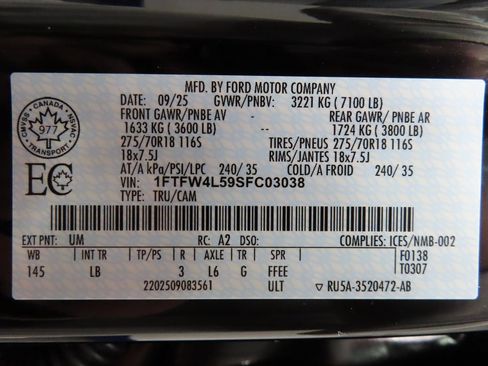 MFD. BY FORD MOTOR COMPANY
DATE: 09/25 GVWR/PNBV: 3221 KG ( 7100 LB)
FRONT GAWR/PNBE AV -- REAR GAWR/ PNBE AR
1633 KG ( 3600 LB) -- 1724 KG ( 3800 LB)
275/70R18 116S TIRES/PNEUS 275/70R18 116S
18x7.5J RIMS/JANTES 18x7.5J
AT/A kPa/PSI/LPC 240/ 35 COLD/A FROID 240/ 35
VIN: 1FTFW4L59SFC03038
TYPE: TRU/CAM
CANADA
CMVSS NSVAC
977
TRANSPORT
EC
EXT PNT: UM RC: A2 DSO: COMPLIES: ICES/NMB-002
WB INT TR TP/PS R AXLE TR SPR F0138
145 LB 3 L6 G FFEE T0307
2202509083561 ULT ▽ RU5A-3520472-AB